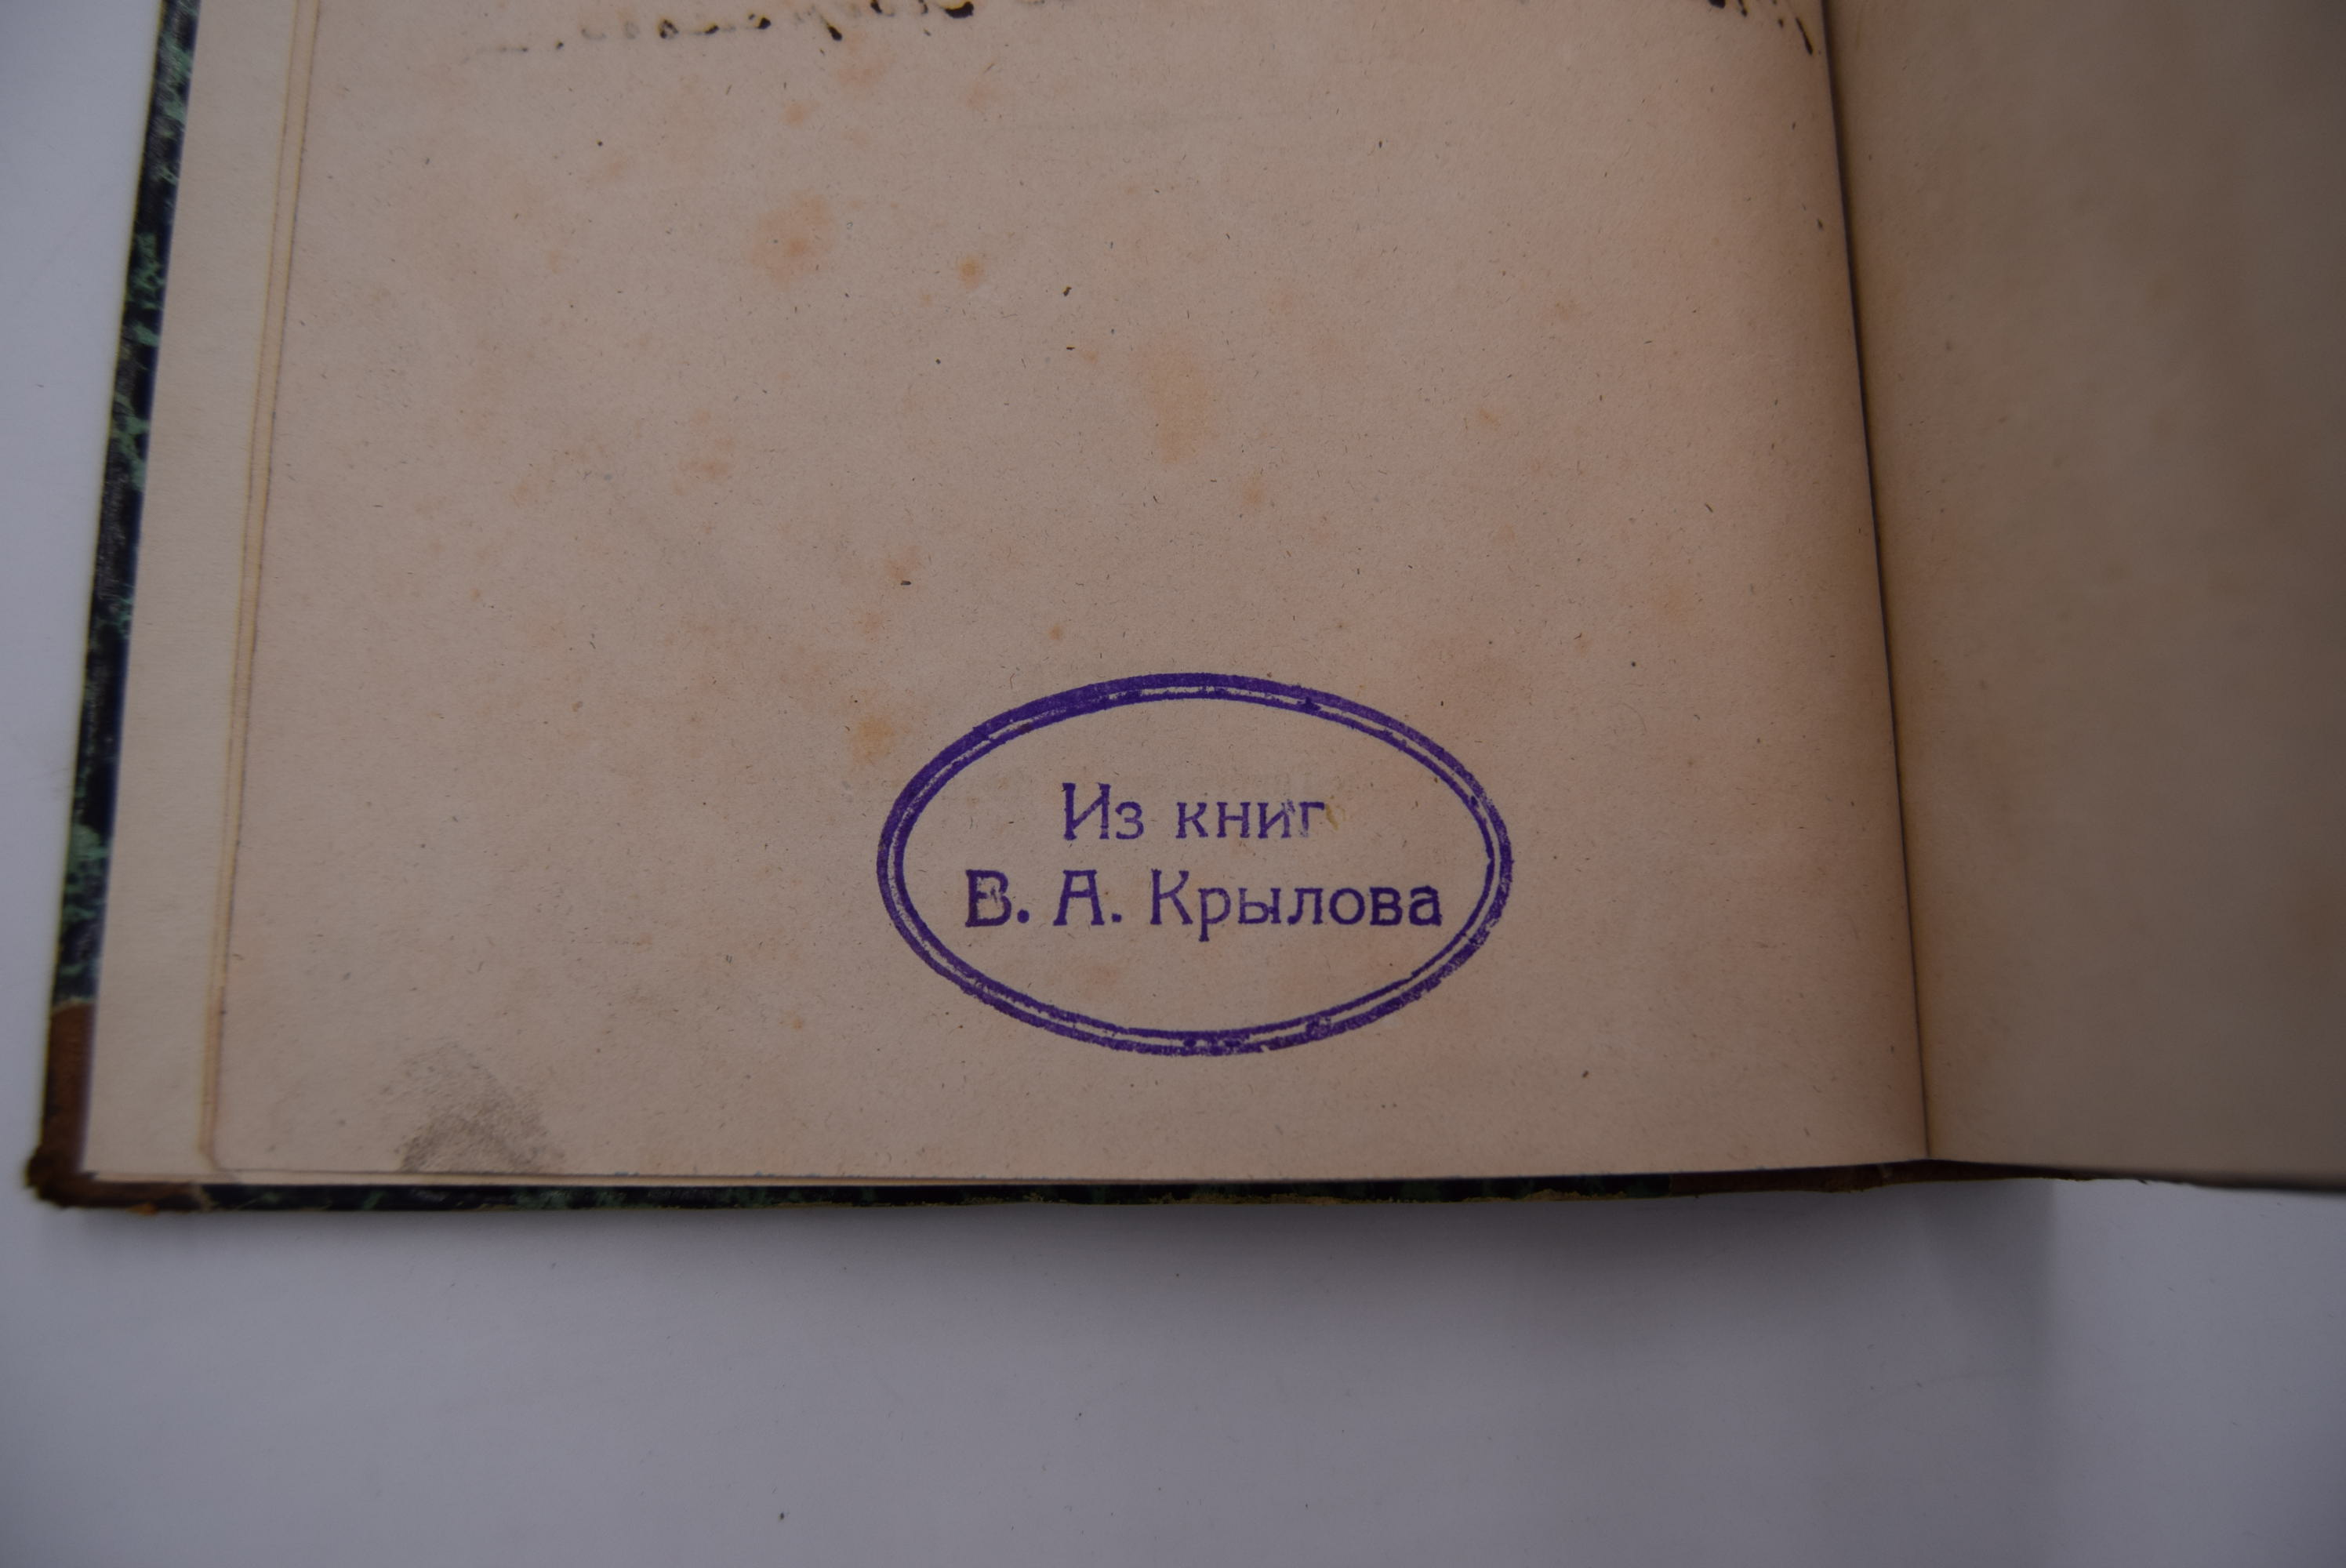 Из книг
В. А. Крылова